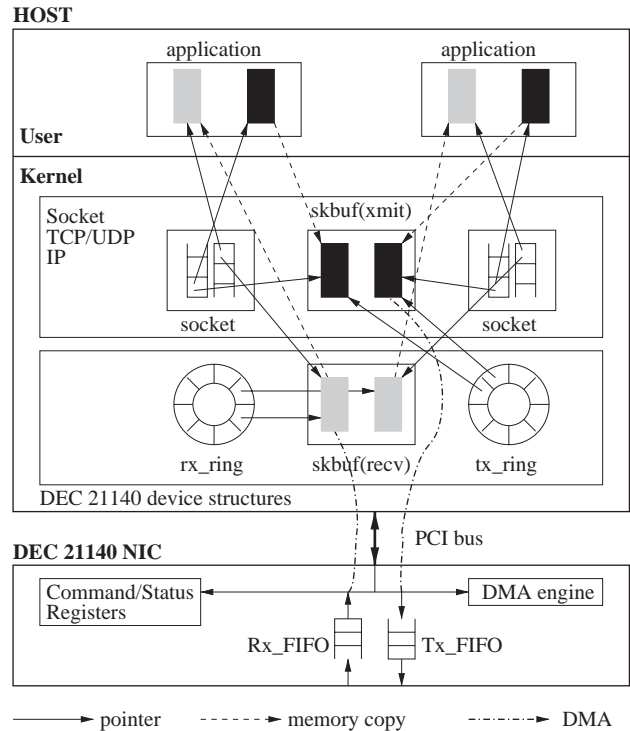 HOST
application
application
User
Kernel
Socket
TCP/UDP
IP
skbuf(xmit)
socket
socket
rx_ring
skbuf(recv)
tx_ring
DEC 21140 device structures
PCI bus
DEC 21140 NIC
Command/Status
Registers
DMA engine
Rx_FIFO
Tx_FIFO
pointer
memory copy
DMA